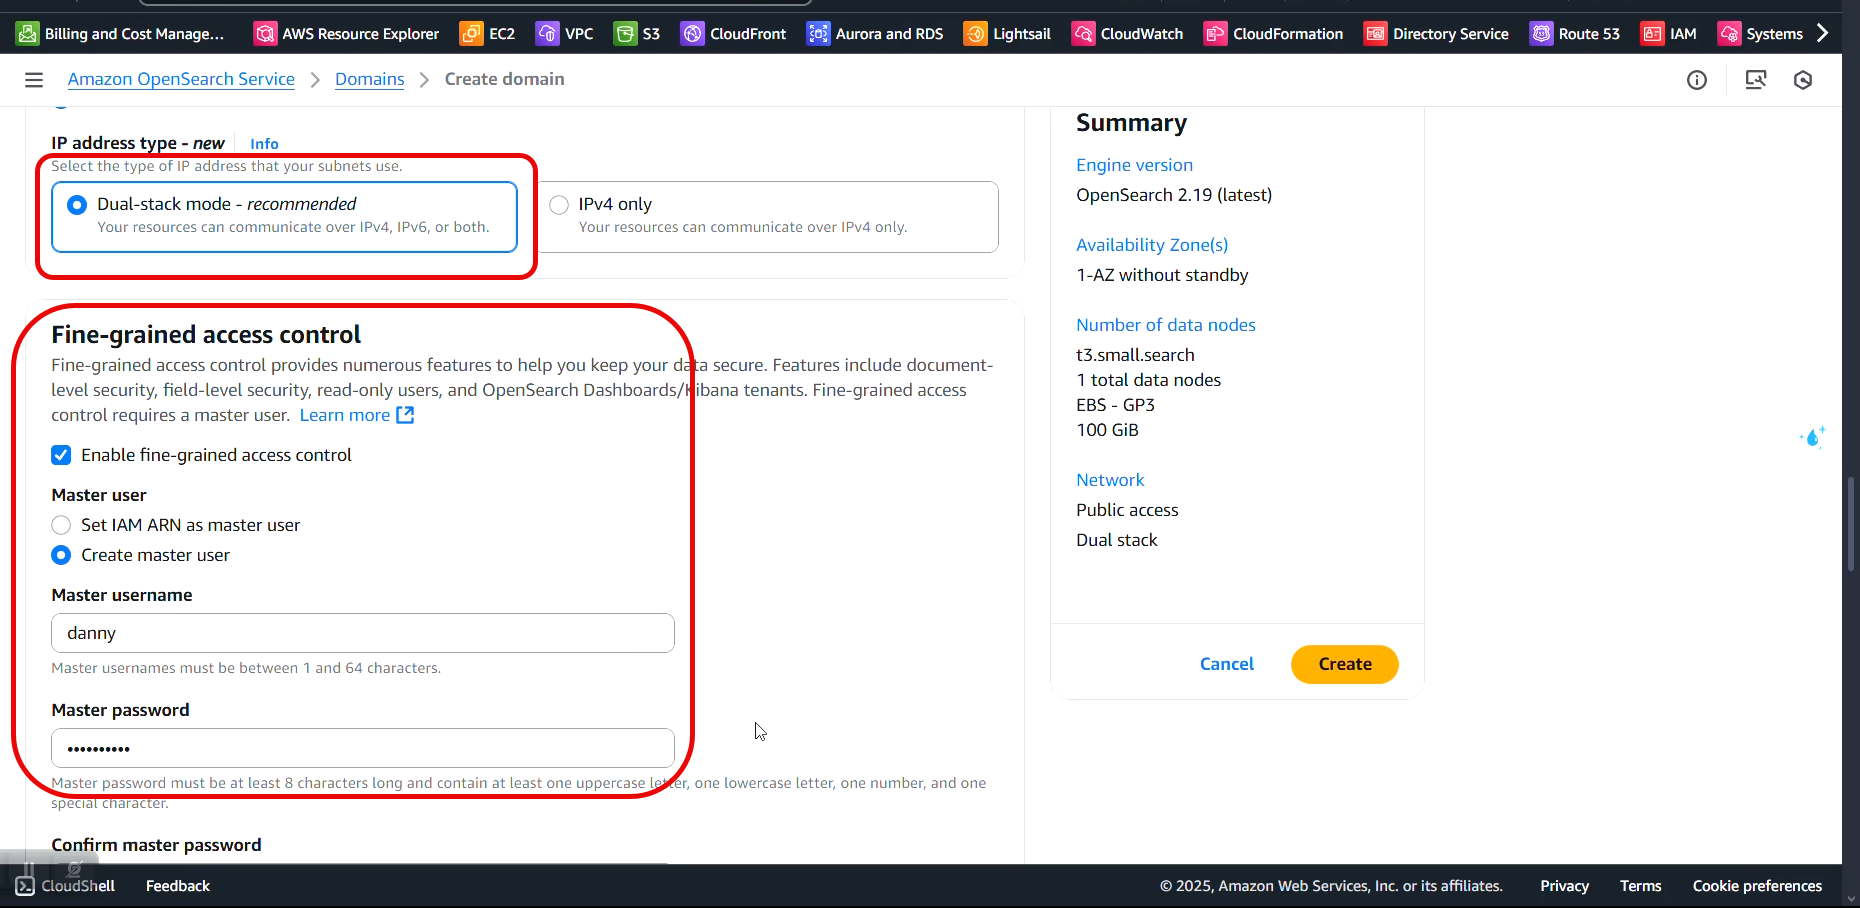 Billing and Cost Manage...
AWS Resource Explorer
EC2
VPC
S3
CloudFront
Aurora and RDS
Lightsail
CloudWatch
CloudFormation
Directory Service
Route 53
IAM
Systems
Amazon OpenSearch Service
Domains
Create domain
IP address type - new
Info
Select the type of IP address that your subnets use.
Dual-stack mode - recommended
Your resources can communicate over IPv4, IPv6, or both.
IPv4 only
Your resources can communicate over IPv4 only.
Fine-grained access control
Fine-grained access control provides numerous features to help you keep your data secure. Features include document-
level security, field-level security, read-only users, and OpenSearch Dashboards/Kibana tenants. Fine-grained access
control requires a master user. Learn more
Enable fine-grained access control
Master user
Set IAM ARN as master user
Create master user
Master username
danny
Master usernames must be between 1 and 64 characters.
Master password
••••••••••
Master password must be at least 8 characters long and contain at least one uppercase letter, one lowercase letter, one number, and one
special character.
Confirm master password
Summary
Engine version
OpenSearch 2.19 (latest)
Availability Zone(s)
1-AZ without standby
Number of data nodes
t3.small.search
1 total data nodes
EBS - GP3
100 GiB
Network
Public access
Dual stack
Cancel
Create
CloudShell
Feedback
© 2025, Amazon Web Services, Inc. or its affiliates.
Privacy
Terms
Cookie preferences